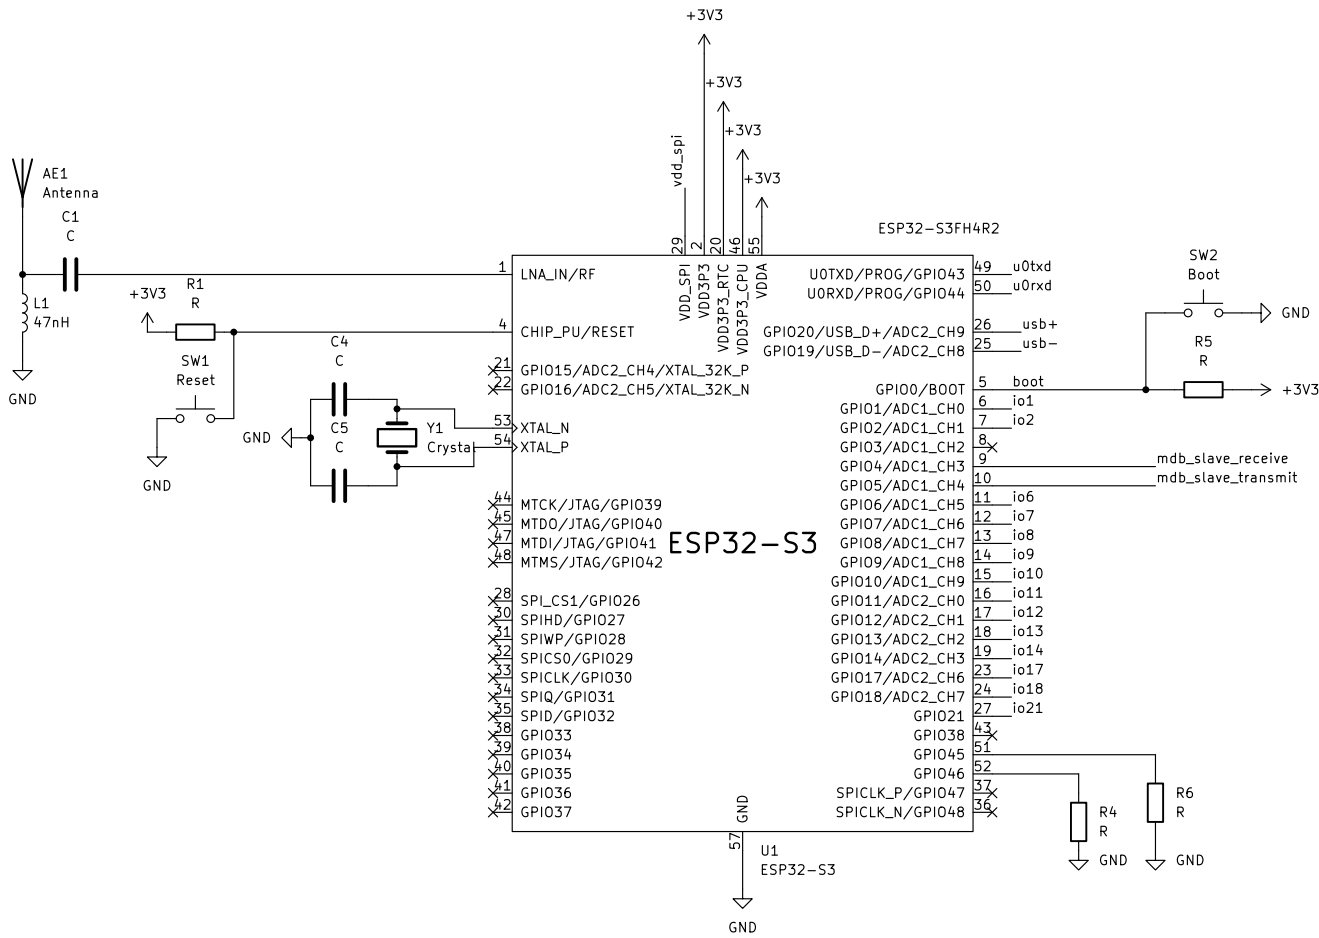 +3V3
+3V3
+3V3
+3V3
vdd_spi
AE1
Antenna
C1
C
L1
47nH
GND
+3V3
R1
R
SW1
Reset
GND
C4
C
C5
C
GND
Y1
Crystal
ESP32-S3FH4R2
29
2
20
46
55
VDD_SPI
VDD3P3
VDD3P3_RTC
VDD3P3_CPU
VDDA
1 LNA_IN/RF
4 CHIP_PU/RESET
21 GPIO15/ADC2_CH4/XTAL_32K_P
22 GPIO16/ADC2_CH5/XTAL_32K_N
53 XTAL_N
54 XTAL_P
44 MTCK/JTAG/GPIO39
45 MTDO/JTAG/GPIO40
47 MTDI/JTAG/GPIO41
48 MTMS/JTAG/GPIO42
28 SPI_CS1/GPIO26
30 SPIHD/GPIO27
31 SPIWP/GPIO28
32 SPICS0/GPIO29
33 SPICLK/GPIO30
34 SPIQ/GPIO31
35 SPID/GPIO32
38 GPIO33
39 GPIO34
40 GPIO35
41 GPIO36
42 GPIO37
ESP32-S3
U0TXD/PROG/GPIO43 49 u0txd
U0RXD/PROG/GPIO44 50 u0rxd
GPIO20/USB_D+/ADC2_CH9 26 usb+
GPIO19/USB_D-/ADC2_CH8 25 usb-
GPIO0/BOOT 5 boot
GPIO1/ADC1_CH0 6 io1
GPIO2/ADC1_CH1 7 io2
GPIO3/ADC1_CH2 8
GPIO4/ADC1_CH3 9 mdb_slave_receive
GPIO5/ADC1_CH4 10 mdb_slave_transmit
GPIO6/ADC1_CH5 11 io6
GPIO7/ADC1_CH6 12 io7
GPIO8/ADC1_CH7 13 io8
GPIO9/ADC1_CH8 14 io9
GPIO10/ADC1_CH9 15 io10
GPIO11/ADC2_CH0 16 io11
GPIO12/ADC2_CH1 17 io12
GPIO13/ADC2_CH2 18 io13
GPIO14/ADC2_CH3 19 io14
GPIO17/ADC2_CH6 23 io17
GPIO18/ADC2_CH7 24 io18
GPIO21 27 io21
GPIO38 43
GPIO45 51
GPIO46 52
SPICLK_P/GPIO47 37
SPICLK_N/GPIO48 36
SW2
Boot
GND
R5
R
+3V3
R6
R
GND
R4
R
GND
GND
57
U1
ESP32-S3
GND